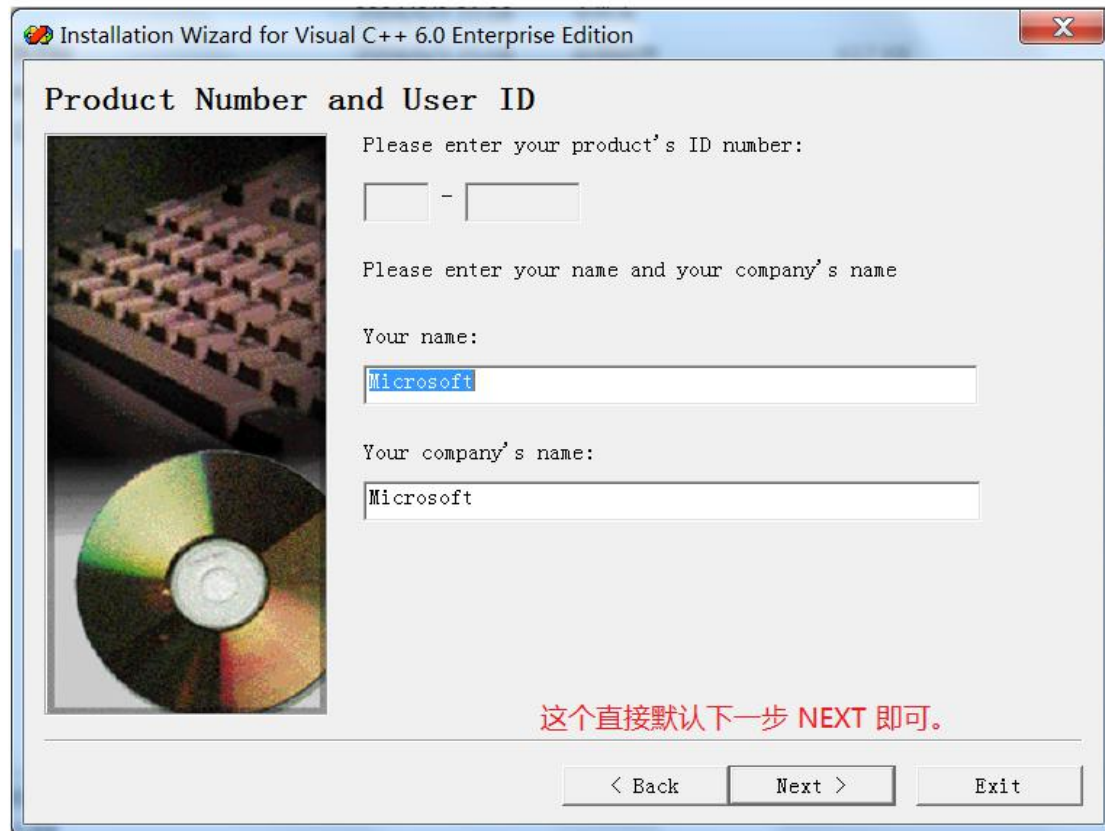 Installation Wizard for Visual C++ 6.0 Enterprise Edition
Product Number and User ID
Please enter your product's ID number:
-
Please enter your name and your company's name
Your name:
Microsoft
Your company's name:
Microsoft
这个直接默认下一步 NEXT 即可。
< Back Next > Exit